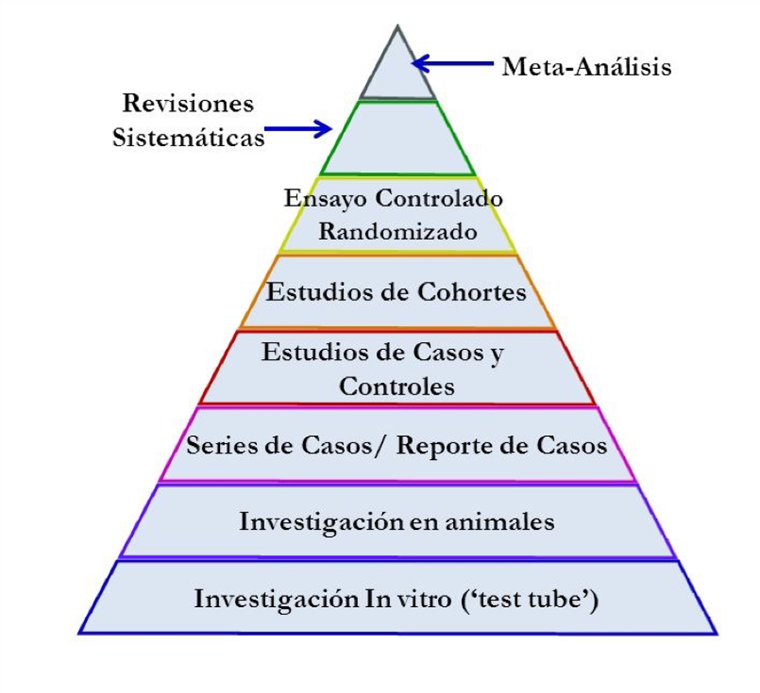 Meta-Análisis
Revisiones
Sistemáticas
Ensayo Controlado
Randomizado
Estudios de Cohortes
Estudios de Casos y
Controles
Series de Casos/ Reporte de Casos
Investigación en animales
Investigación In vitro (‘test tube’)